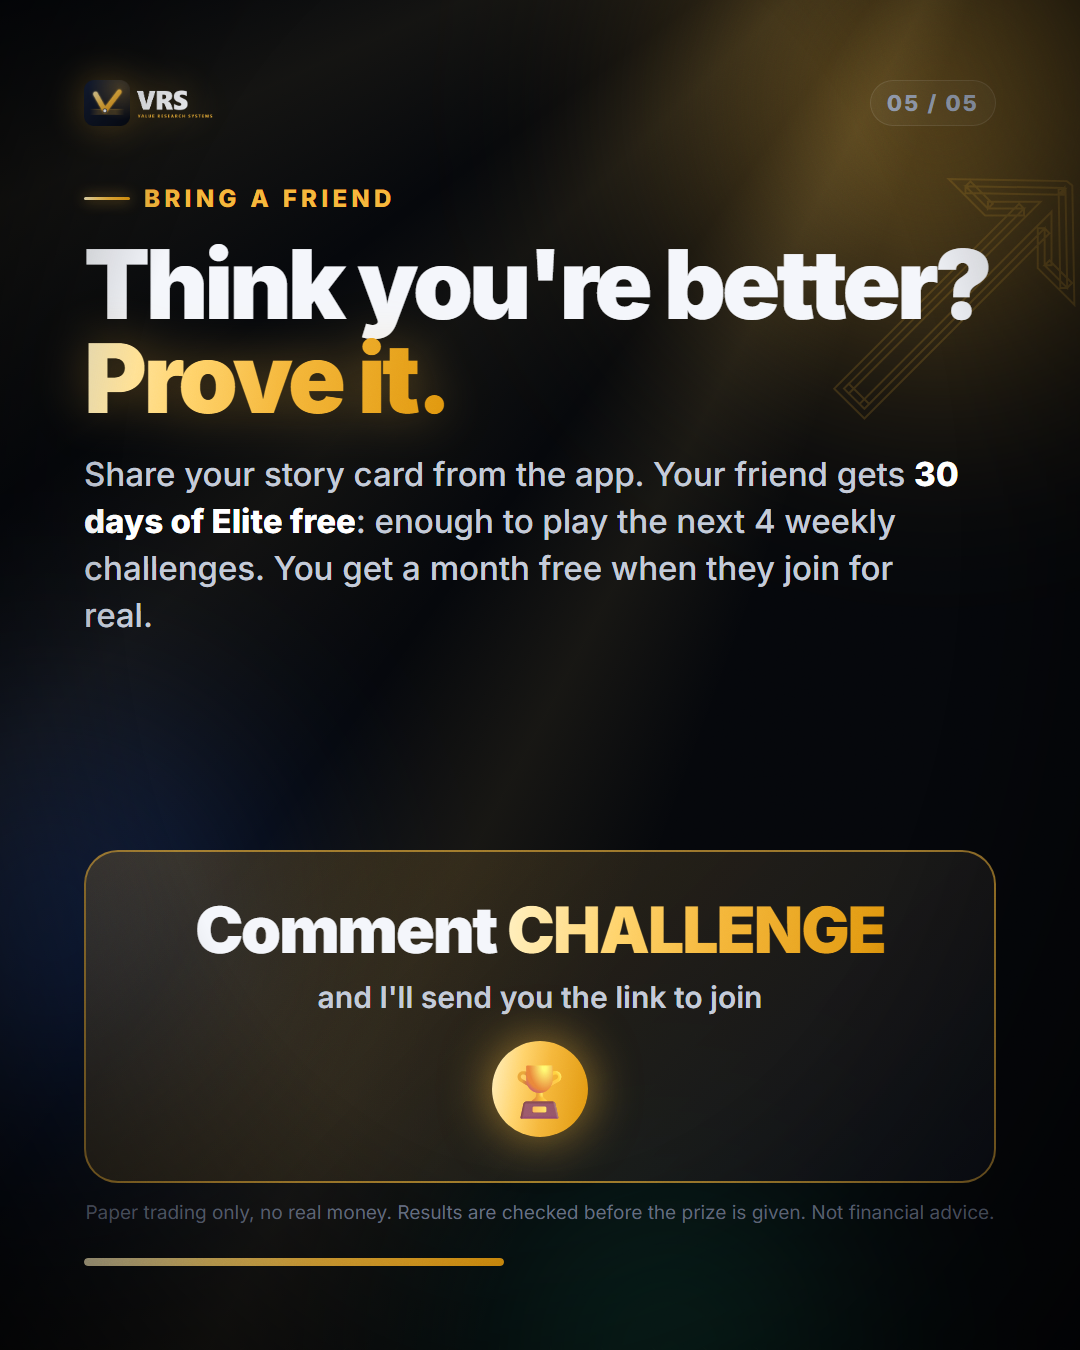 VRS
VALUE RESEARCH SYSTEMS
05 / 05
BRING A FRIEND
Think you're better?
Prove it.
Share your story card from the app. Your friend gets 30
days of Elite free: enough to play the next 4 weekly
challenges. You get a month free when they join for
real.
Comment CHALLENGE
and I'll send you the link to join
Paper trading only, no real money. Results are checked before the prize is given. Not financial advice.